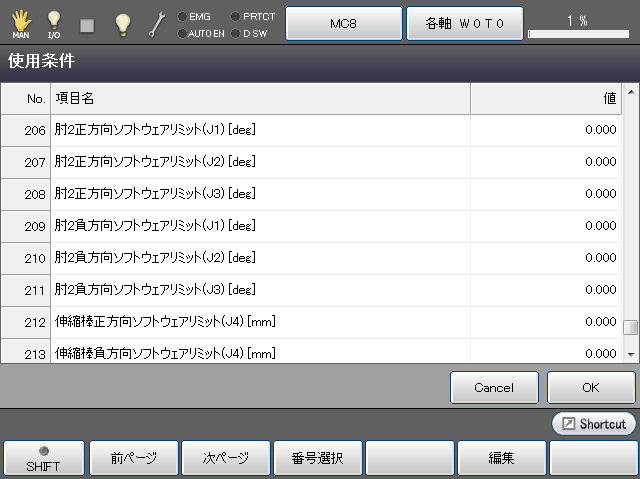 MAN
I/O
EMG
AUTO EN
PRTCT
D SW
MC8
各軸 W0T0
1 %
使用条件
No. 項目名 値
206 肘2正方向ソフトウェアリミット(J1) [deg] 0.000
207 肘2正方向ソフトウェアリミット(J2) [deg] 0.000
208 肘2正方向ソフトウェアリミット(J3) [deg] 0.000
209 肘2負方向ソフトウェアリミット(J1) [deg] 0.000
210 肘2負方向ソフトウェアリミット(J2) [deg] 0.000
211 肘2負方向ソフトウェアリミット(J3) [deg] 0.000
212 伸縮棒正方向ソフトウェアリミット(J4) [mm] 0.000
213 伸縮棒負方向ソフトウェアリミット(J4) [mm] 0.000
Cancel OK
Shortcut
SHIFT 前ページ 次ページ 番号選択 編集